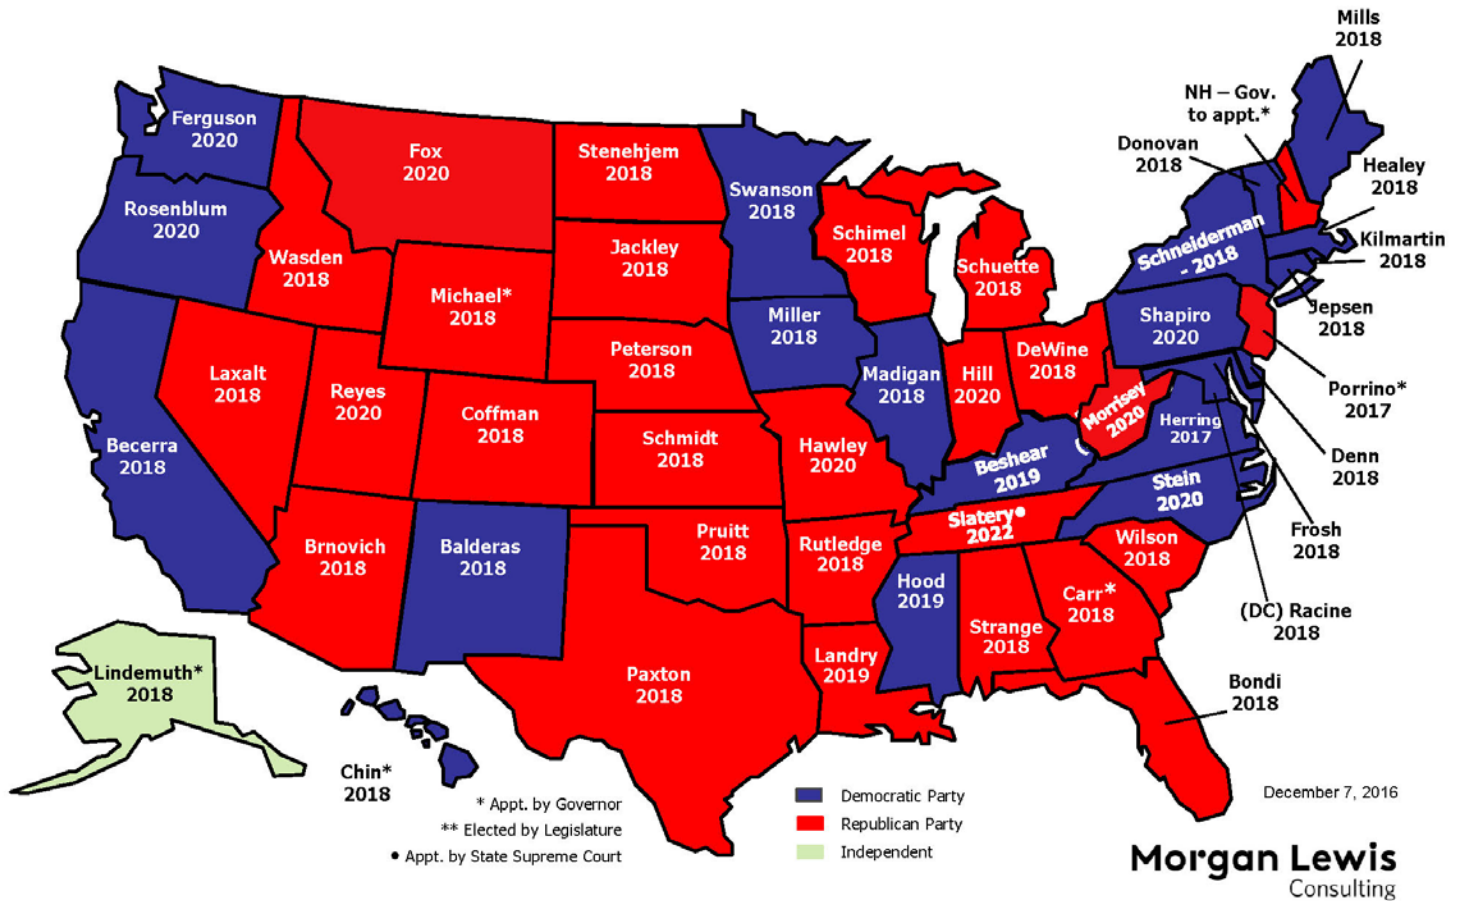 Mills
2018
NH – Gov.
to appt.*
Donovan
2018
Healey
2018
Ferguson
2020
Fox
2020
Stenehjem
2018
Swanson
2018
Rosenblum
2020
Schimel
2018
Schneiderman
- 2018
Kilmartin
2018
Wasden
2018
Jackley
2018
Schuette
2018
Michael*
2018
Miller
2018
Shapiro
2020
Jepsen
2018
Laxalt
2018
Reyes
2020
Peterson
2018
Madigan
2018
Hill
2020
DeWine
2018
Morrisey
2020
Porrino*
2017
Coffman
2018
Becerra
2018
Schmidt
2018
Hawley
2020
Beshear
2019
Herring
2017
Denn
2018
Stein
2020
Slatery●
2022
Frosh
2018
Brnovich
2018
Balderas
2018
Pruitt
2018
Rutledge
2018
Wilson
2018
Hood
2019
Carr*
2018
(DC) Racine
2018
Strange
2018
Lindemuth*
2018
Paxton
2018
Landry
2019
Bondi
2018
Chin*
2018
* Appt. by Governor
** Elected by Legislature
● Appt. by State Supreme Court
Democratic Party
Republican Party
Independent
December 7, 2016
Morgan Lewis
Consulting